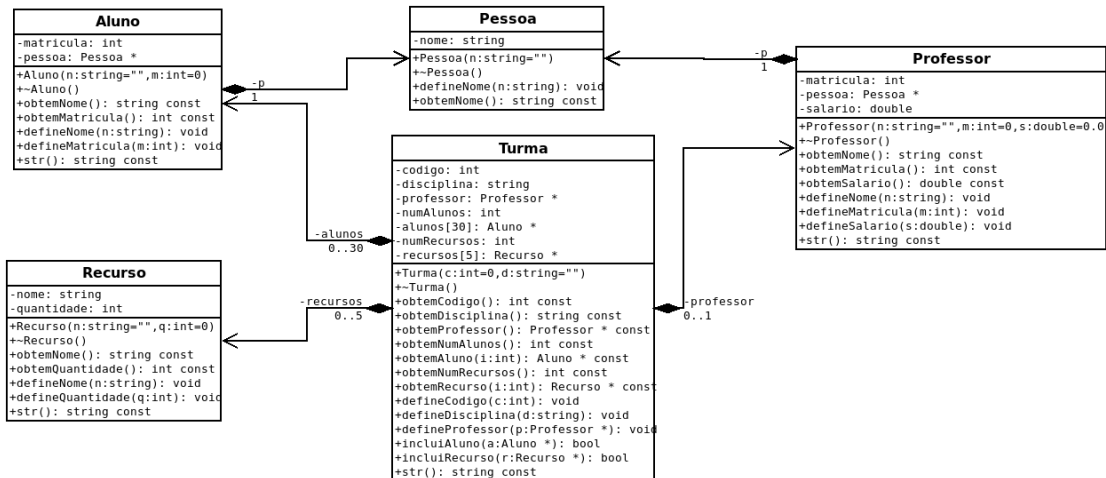 Aluno
-matricula: int
-pessoa: Pessoa *
+Aluno(n:string="",m:int=0)
+~Aluno()
+obtemNome(): string const
+obtemMatricula(): int const
+defineNome(n:string): void
+defineMatricula(m:int): void
+str(): string const
-p
1
Pessoa
-nome: string
+Pessoa(n:string="")
+~Pessoa()
+defineNome(n:string): void
+obtemNome(): string const
-p
1
Professor
-matricula: int
-pessoa: Pessoa *
-salario: double
+Professor(n:string="",m:int=0,s:double=0.0
+~Professor()
+obtemNome(): string const
+obtemMatricula(): int const
+obtemSalario(): double const
+defineNome(n:string): void
+defineMatricula(m:int): void
+defineSalario(s:double): void
+str(): string const
Turma
-codigo: int
-disciplina: string
-professor: Professor *
-numAlunos: int
-alunos[30]: Aluno *
-numRecursos: int
-recursos[5]: Recurso *
+Turma(c:int=0,d:string="")
+~Turma()
+obtemCodigo(): int const
+obtemDisciplina(): string const
+obtemProfessor(): Professor * const
+obtemNumAlunos(): int const
+obtemAluno(i:int): Aluno * const
+obtemNumRecursos(): int const
+obtemRecurso(i:int): Recurso * const
+defineCodigo(c:int): void
+defineDisciplina(d:string): void
+defineProfessor(p:Professor *): void
+incluiAluno(a:Aluno *): bool
+incluiRecurso(r:Recurso *): bool
+str(): string const
-alunos
0..30
-recursos
0..5
-professor
0..1
Recurso
-nome: string
-quantidade: int
+Recurso(n:string="",q:int=0)
+~Recurso()
+obtemNome(): string const
+obtemQuantidade(): int const
+defineNome(n:string): void
+defineQuantidade(q:int): void
+str(): string const